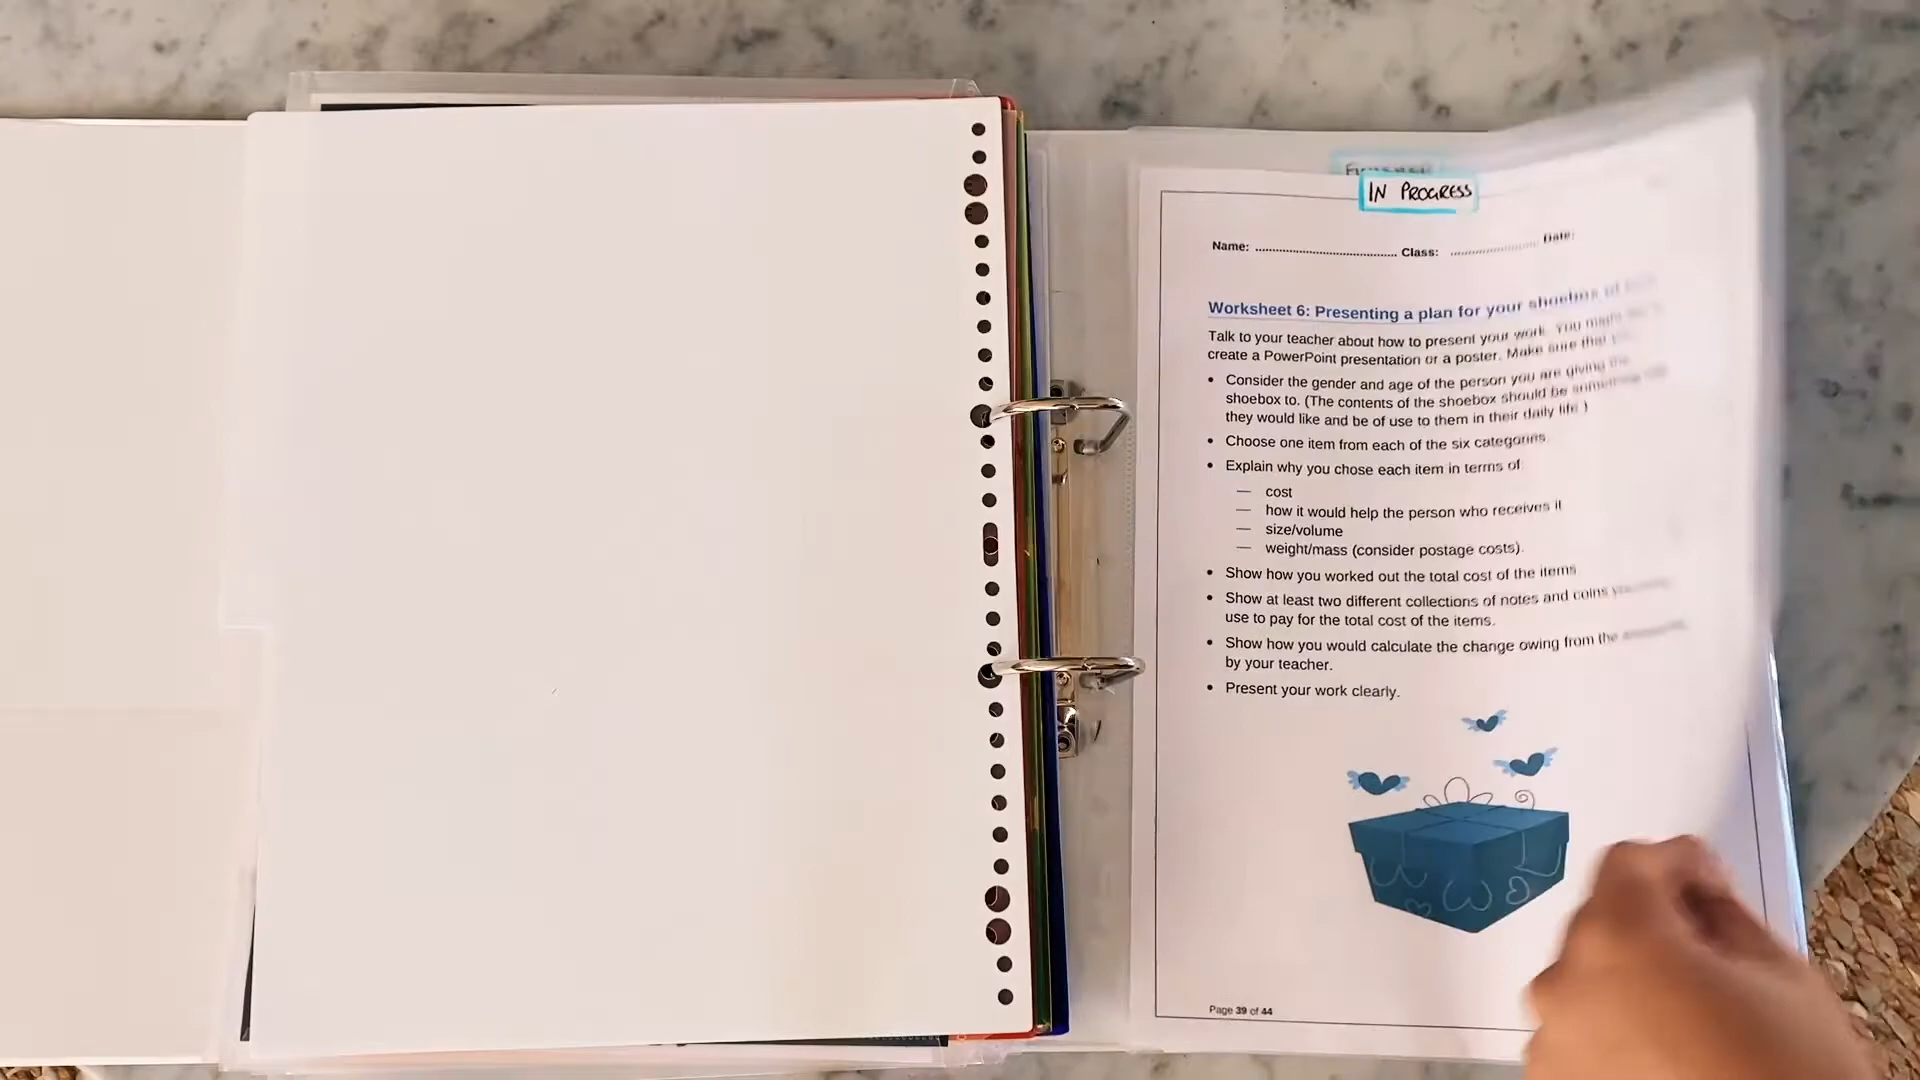 IN PROGRESS
Name: Class: Date:
Worksheet 6: Presenting a plan for your shoebox of
Talk to your teacher about how to present your work. You might
create a PowerPoint presentation or a poster. Make sure that
• Consider the gender and age of the person you are giving the
shoebox to. (The contents of the shoebox should be something
they would like and be of use to them in their daily life.)
• Choose one item from each of the six categories.
• Explain why you chose each item in terms of
— cost
— how it would help the person who receives it
— size/volume
— weight/mass (consider postage costs).
• Show how you worked out the total cost of the items
• Show at least two different collections of notes and coins
use to pay for the total cost of the items.
• Show how you would calculate the change owing from the
by your teacher.
• Present your work clearly.
Page 39 of 44